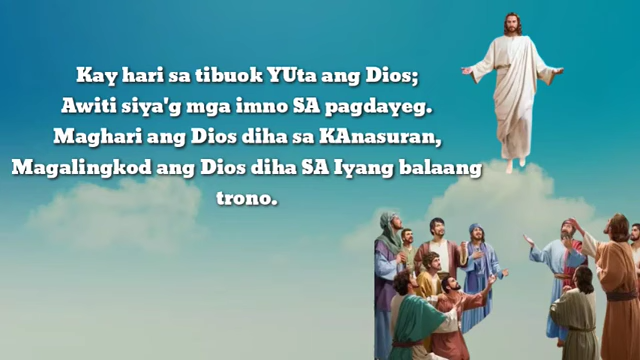 Kay hari sa tibuok YUta ang Dios;
Awiti siya'g mga imno SA pagdayeg.
Maghari ang Dios diha sa KAnasuran,
Magalingkod ang Dios diha SA Iyang balaang
trono.